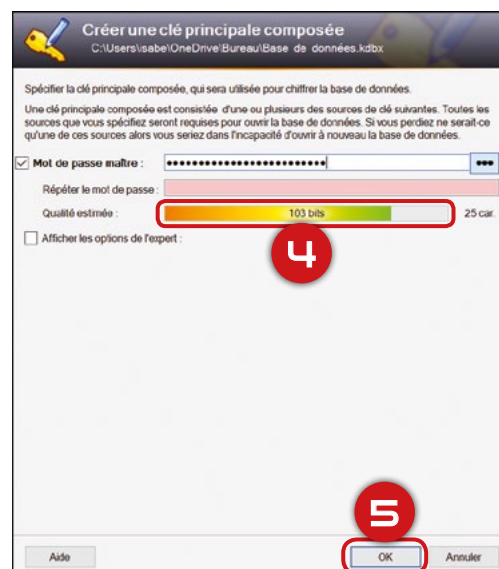 Créer une clé principale composée
C:\Users\sabe\OneDrive\Bureau\Base de données.kdbx
Spécifier la clé principale composée, qui sera utilisée pour chiffrer la base de données.
Une clé principale composée est consistée d'une ou plusieurs des sources de clé suivantes. Toutes les
sources que vous spécifiez seront requises pour ouvrir la base de données. Si vous perdiez ne serait-ce
qu'une de ces sources alors vous seriez dans l'incapacité d'ouvrir à nouveau la base de données.
Mot de passe maître :
Répéter le mot de passe :
Qualité estimée : 103 bits 25 car.
Afficher les options de l'expert :
4
5
Aide OK Annuler